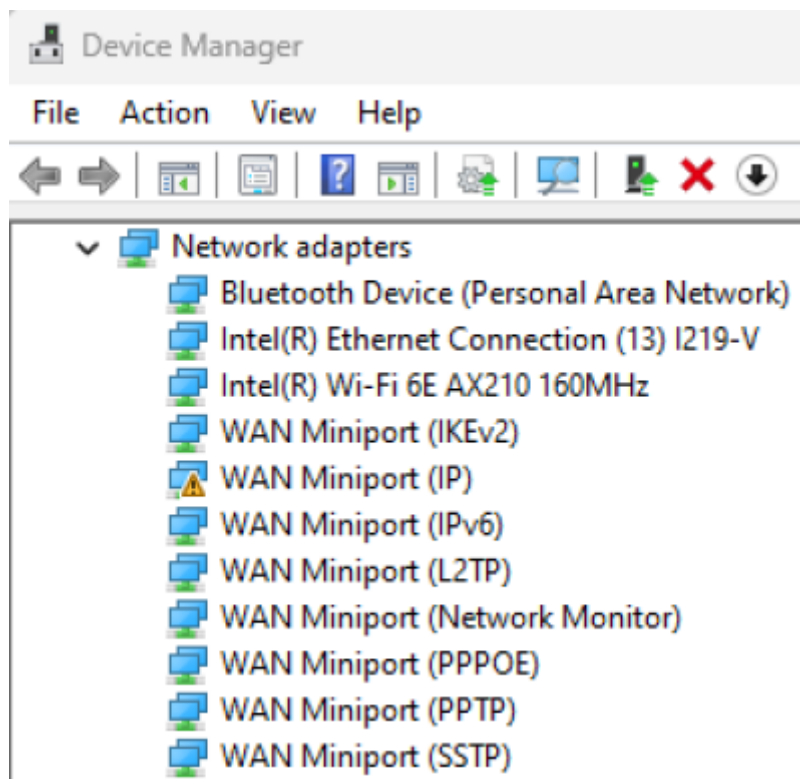 Device Manager
File Action View Help
Network adapters
Bluetooth Device (Personal Area Network)
Intel(R) Ethernet Connection (13) I219-V
Intel(R) Wi-Fi 6E AX210 160MHz
WAN Miniport (IKEv2)
WAN Miniport (IP)
WAN Miniport (IPv6)
WAN Miniport (L2TP)
WAN Miniport (Network Monitor)
WAN Miniport (PPPOE)
WAN Miniport (PPTP)
WAN Miniport (SSTP)